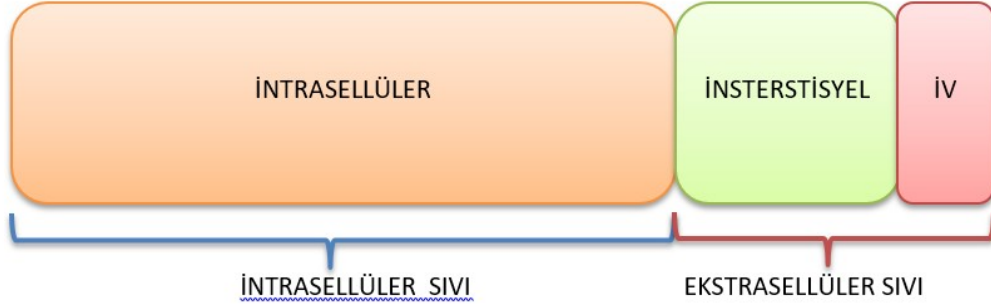 İNTRASELLÜLER
İNSTERSTİSYEL
İV
İNTRASELLÜLER SIVI
EKSTRASELLÜLER SIVI